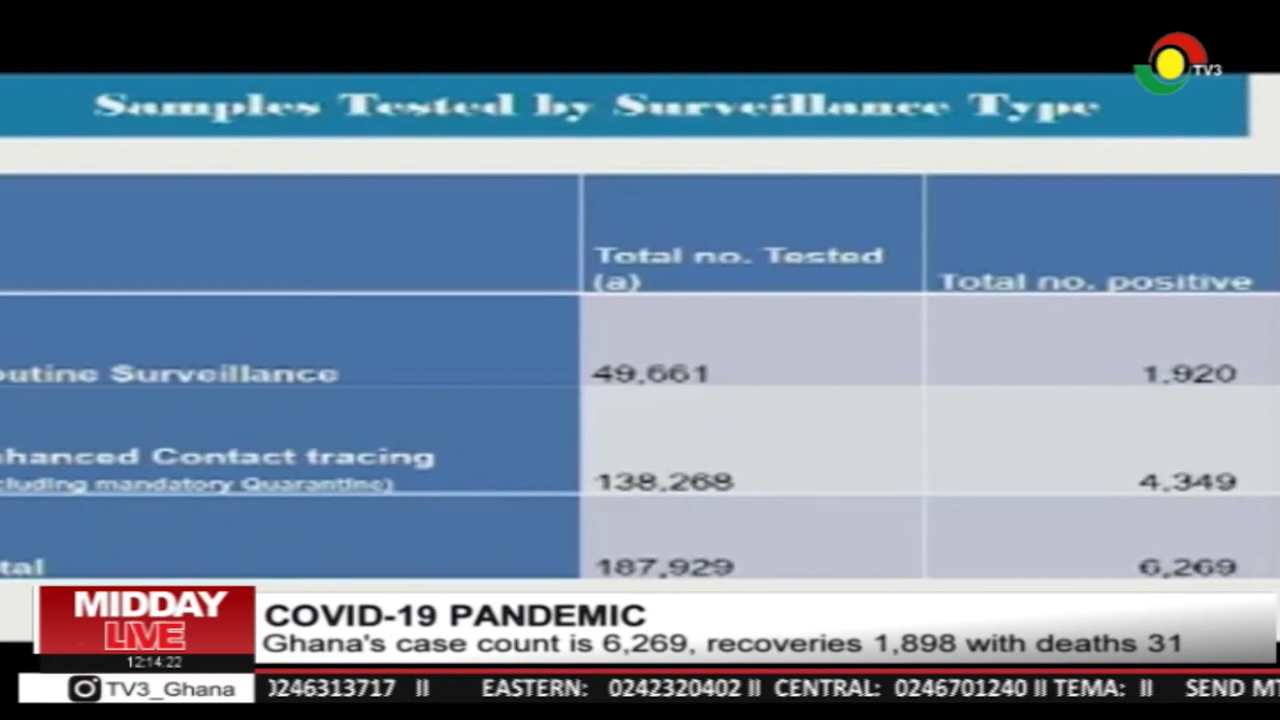 TV3
Samples Tested by Surveillance Type
Total no. Tested
(a)
Total no. positive
outine Surveillance
49,661
1,920
nhanced Contact tracing
cluding mandatory Quarantine)
138,268
4,349
tal
187,929
6,269
MIDDAY
LIVE
12:14:22
COVID-19 PANDEMIC
Ghana's case count is 6,269, recoveries 1,898 with deaths 31
TV3_Ghana
0246313717 II EASTERN: 0242320402 II CENTRAL: 0246701240 II TEMA: II SEND MY